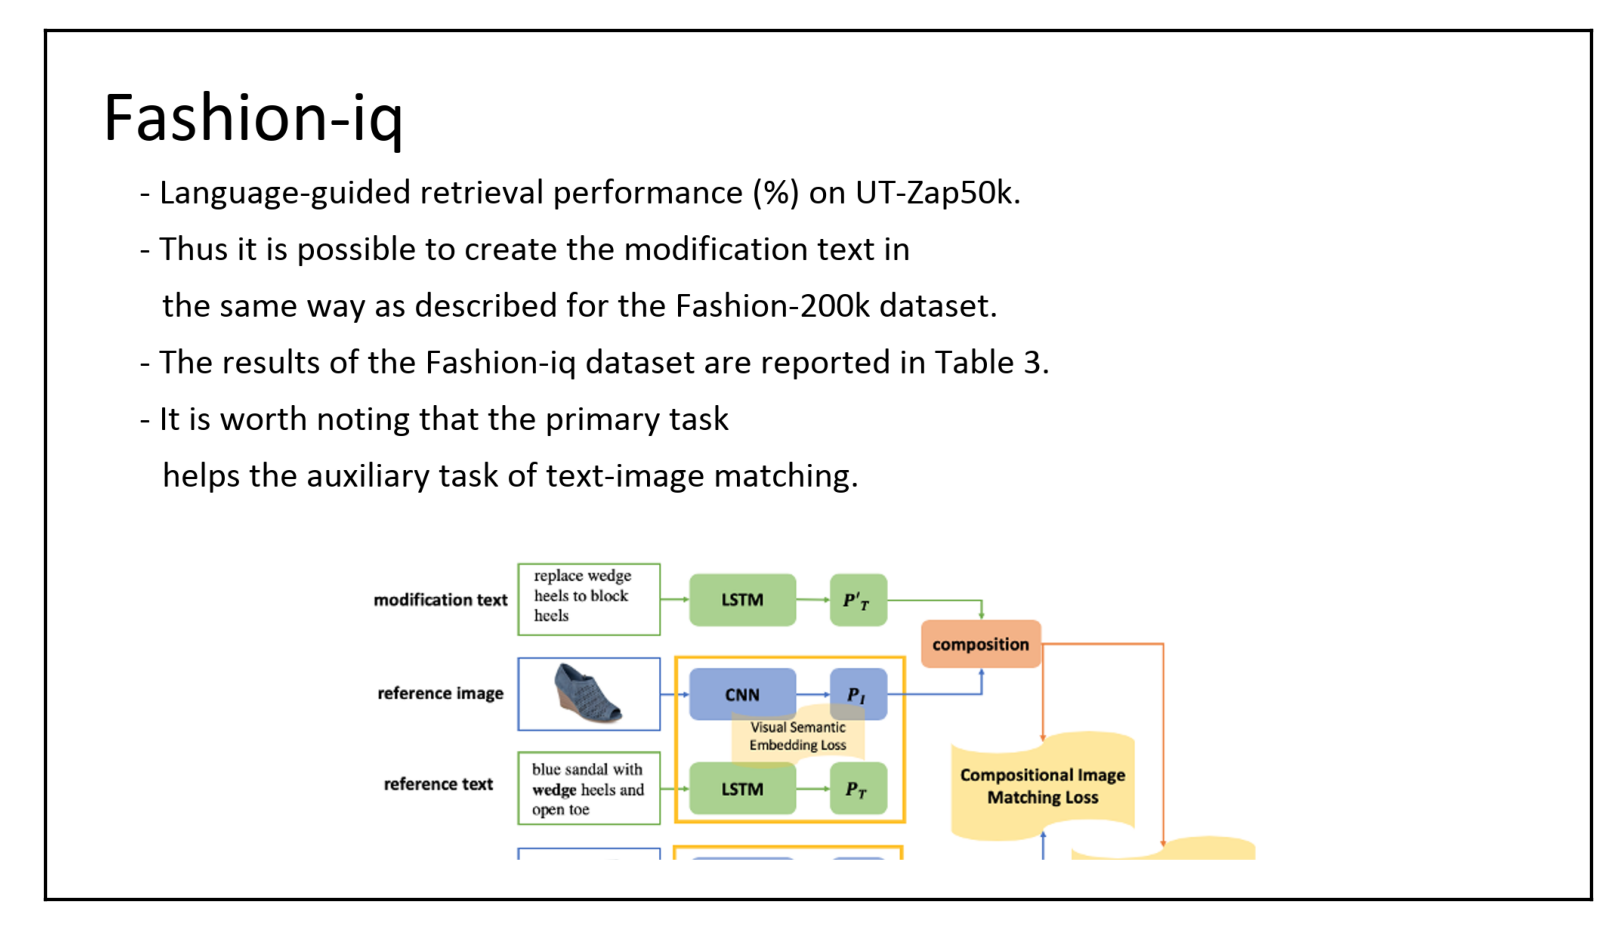 Fashion-iq
- Language-guided retrieval performance (%) on UT-Zap50k.
- Thus it is possible to create the modification text in
the same way as described for the Fashion-200k dataset.
- The results of the Fashion-iq dataset are reported in Table 3.
- It is worth noting that the primary task
helps the auxiliary task of text-image matching.
modification text
replace wedge
heels to block
heels
LSTM
P'T
composition
reference image
CNN
PI
Visual Semantic
Embedding Loss
reference text
blue sandal with
wedge heels and
open toe
LSTM
PT
Compositional Image
Matching Loss